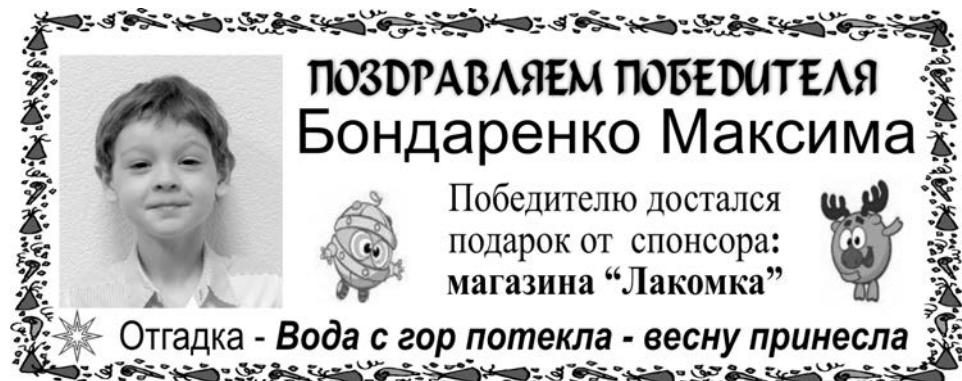 ПОЗДРАВЛЯЕМ ПОБЕДИТЕЛЯ
Бондаренко Максима
Победителю достался
подарок от спонсора:
магазина “Лакомка”
Отгадка - Вода с гор потекла - весну принесла